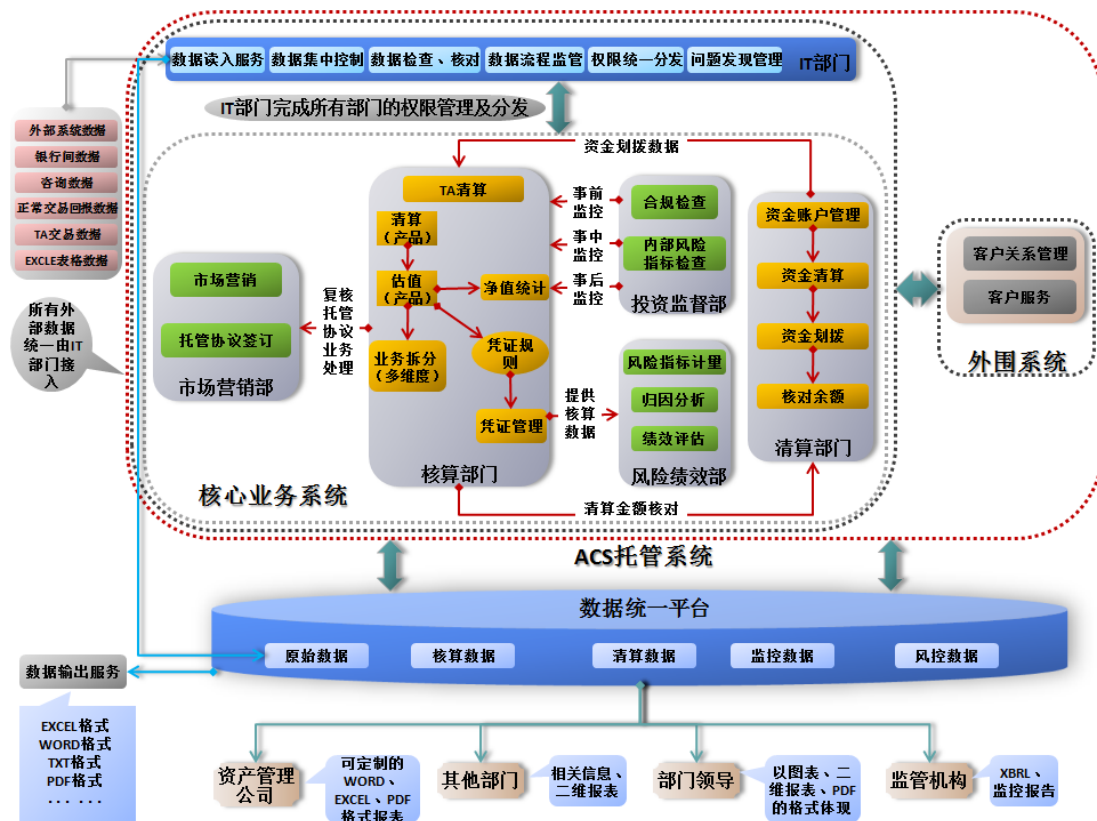 数据读入服务
数据集中控制
数据检查、核对
数据流程监管
权限统一分发
问题发现管理
IT部门
IT部门完成所有部门的权限管理及分发
外部系统数据
银行间数据
咨询数据
正常交易回报数据
TA交易数据
EXCLE表格数据
所有外
部数据
统一由IT
部门接
入
资金划拨数据
市场营销
托管协议签订
市场营销部
复核
托管
协议
业务
处理
TA清算
清算
（产品）
估值
（产品）
净值统计
业务拆分
（多维度）
凭证规
则
凭证管理
核算部门
事前
监控
事中
监控
事后
监控
合规检查
内部风险
指标检查
投资监督部
提供
核算
数据
风险指标计量
归因分析
绩效评估
风险绩效部
资金账户管理
资金清算
资金划拨
核对余额
清算部门
清算金额核对
核心业务系统
客户关系管理
客户服务
外围系统
ACS托管系统
数据统一平台
原始数据
核算数据
清算数据
监控数据
风控数据
数据输出服务
EXCEL格式
WORD格式
TXT格式
PDF格式
... ...
资产管理
公司
可定制的
WORD、
EXCEL、PDF
格式报表
其他部门
相关信息、
二维报表
部门领导
以图表、二
维报表、PDF
的格式体现
监管机构
XBRL、
监控报告